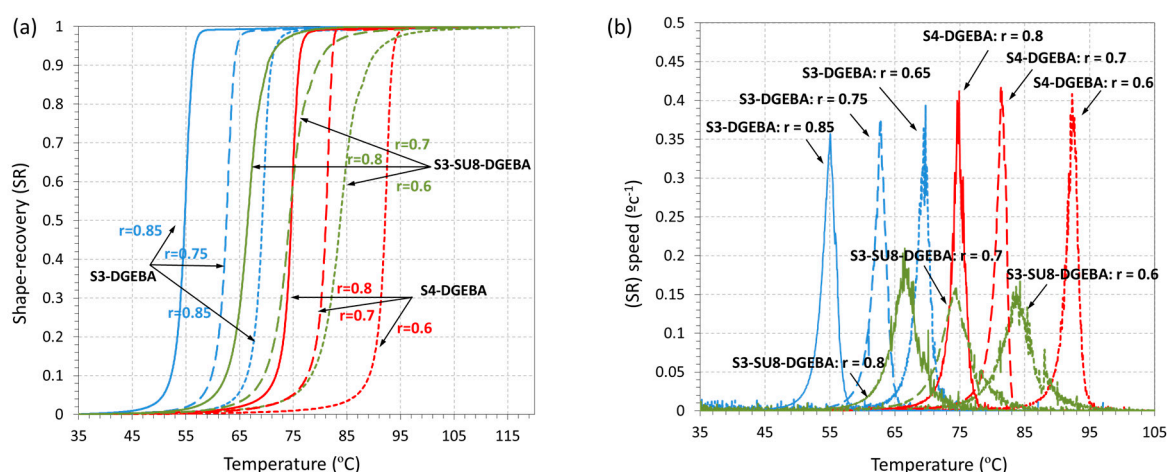 (a)
1
0.9
0.8
0.7
0.6
0.5
0.4
0.3
0.2
0.1
0
Shape-recovery (SR)
r=0.7
r=0.8
S3-SU8-DGEBA
r=0.6
r=0.85
r=0.75
S3-DGEBA
r=0.85
r=0.8
S4-DGEBA
r=0.7
r=0.6
35 45 55 65 75 85 95 105 115
Temperature (ºC)
(b)
0.5
0.45
0.4
0.35
0.3
0.25
0.2
0.15
0.1
0.05
0
(SR) speed (ºc⁻¹)
S4-DGEBA: r = 0.8
S4-DGEBA: r = 0.7
S3-DGEBA: r = 0.65
S4-DGEBA: r = 0.6
S3-DGEBA: r = 0.75
S3-DGEBA: r = 0.85
S3-SU8-DGEBA: r = 0.7
S3-SU8-DGEBA: r = 0.6
S3-SU8-DGEBA: r = 0.8
35 45 55 65 75 85 95 105
Temperature (ºC)